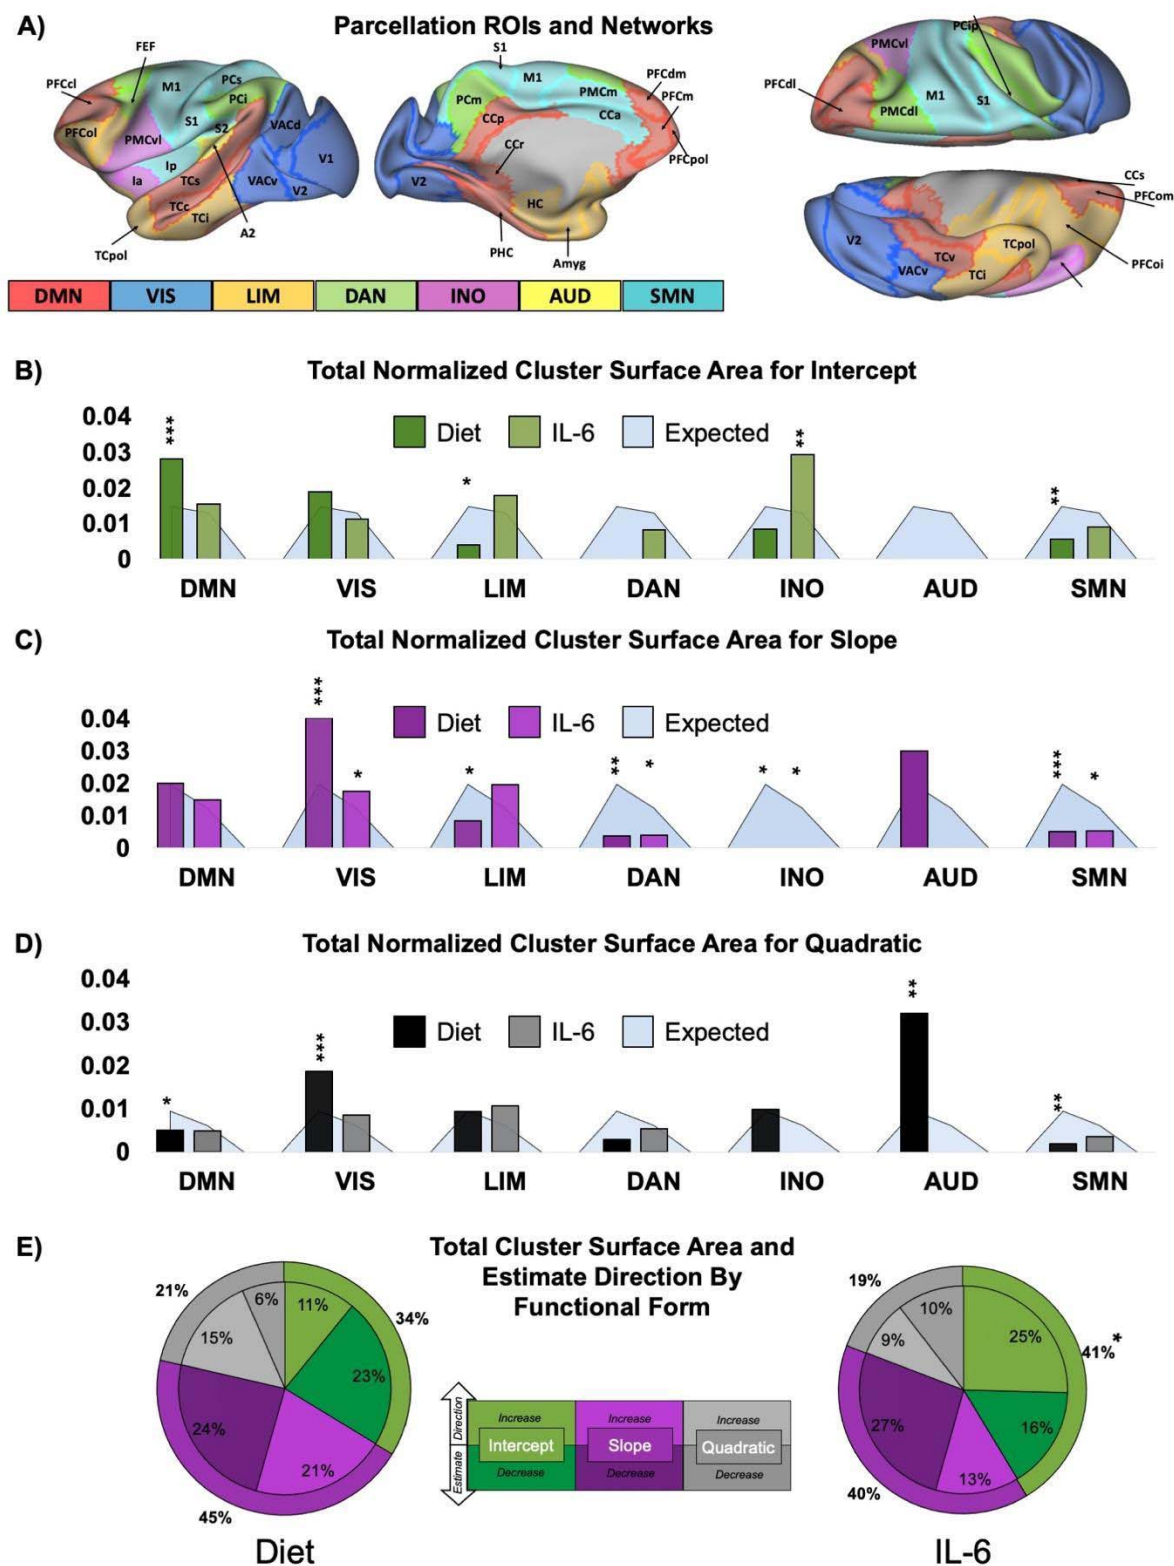 A)
Parcellation ROIs and Networks
FEF
PFCcl
M1
PCs
PCi
PFCol
PMCvl
S1
S2
VACd
V1
Ia
Ip
TCs
VACv
V2
TCc
TCi
TCpol
A2
S1
M1
PFCdm
PCm
PMCm
PFCm
CCp
CCa
CCr
PFCpol
V2
HC
PHC
Amyg
PCip
PMCvl
PFCdl
M1
S1
PMCdl
CCs
PFCom
V2
TCpol
TCv
PFCoi
VACv
TCi
DMN VIS LIM DAN INO AUD SMN
B)
Total Normalized Cluster Surface Area for Intercept
0.04
0.03
0.02
0.01
0
Diet IL-6 Expected
***
*
**
**
DMN VIS LIM DAN INO AUD SMN
C)
Total Normalized Cluster Surface Area for Slope
0.04
0.03
0.02
0.01
0
Diet IL-6 Expected
***
*
*
**
*
*
*
***
*
DMN VIS LIM DAN INO AUD SMN
D)
Total Normalized Cluster Surface Area for Quadratic
0.04
0.03
0.02
0.01
0
Diet IL-6 Expected
*
***
**
**
DMN VIS LIM DAN INO AUD SMN
E)
Total Cluster Surface Area and
Estimate Direction By
Functional Form
21%
6%
11%
34%
15%
23%
24%
21%
45%
Diet
Estimate Direction
Increase Increase Increase
Intercept Slope Quadratic
Decrease Decrease Decrease
19%
10%
25%
41%*
9%
27%
16%
13%
40%
IL-6